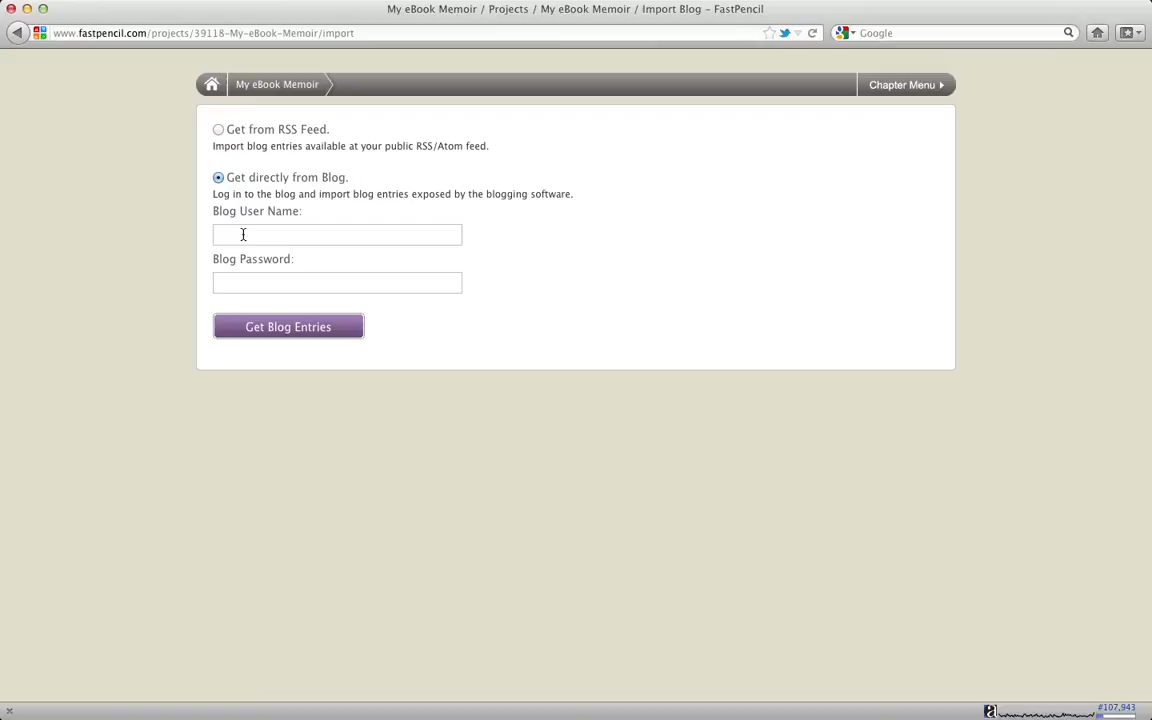 My eBook Memoir / Projects / My eBook Memoir / Import Blog – FastPencil
www.fastpencil.com/projects/39118-My-eBook-Memoir/import
Google
My eBook Memoir
Chapter Menu
Get from RSS Feed.
Import blog entries available at your public RSS/Atom feed.
Get directly from Blog.
Log in to the blog and import blog entries exposed by the blogging software.
Blog User Name:
Blog Password:
Get Blog Entries
a
#107,943